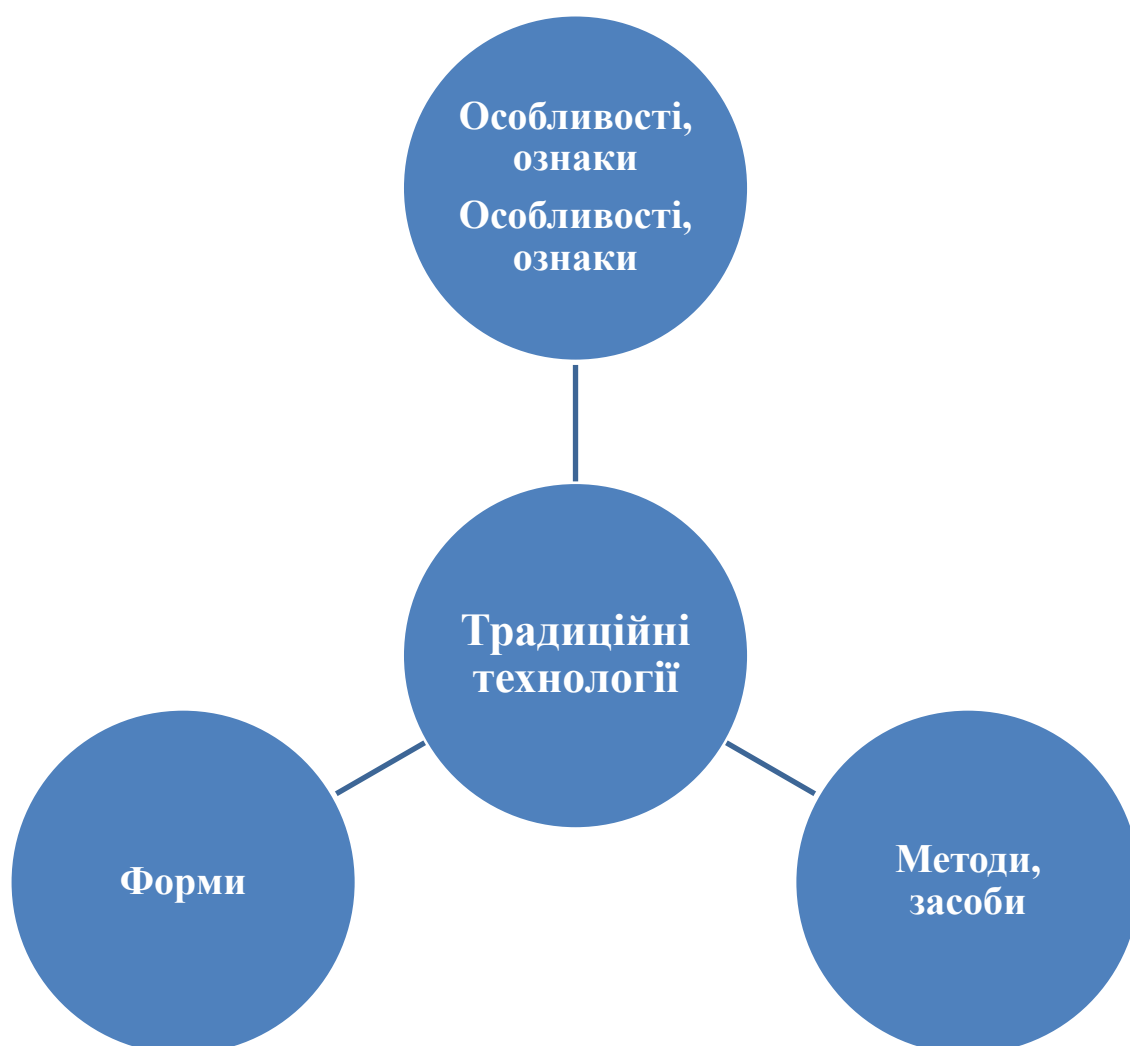 Особливості,
ознаки
Особливості,
ознаки
Традиційні
технології
Форми
Методи,
засоби